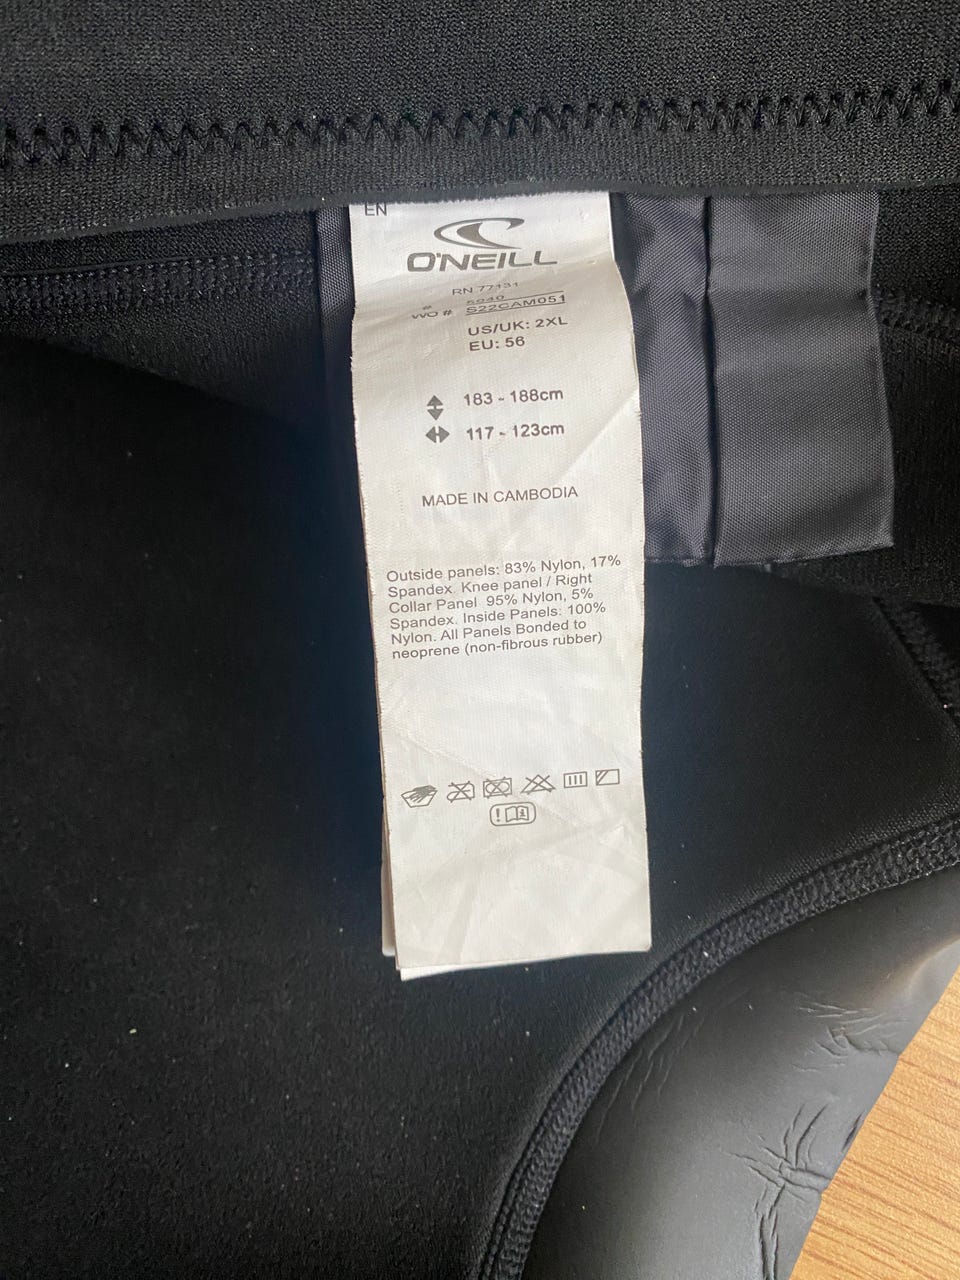 EN
O'NEILL
RN 77131
# 5040
WO # S22CAM051
US/UK: 2XL
EU: 56
183 - 188cm
117 - 123cm
MADE IN CAMBODIA
Outside panels: 83% Nylon, 17%
Spandex. Knee panel / Right
Collar Panel 95% Nylon, 5%
Spandex. Inside Panels: 100%
Nylon. All Panels Bonded to
neoprene (non-fibrous rubber)